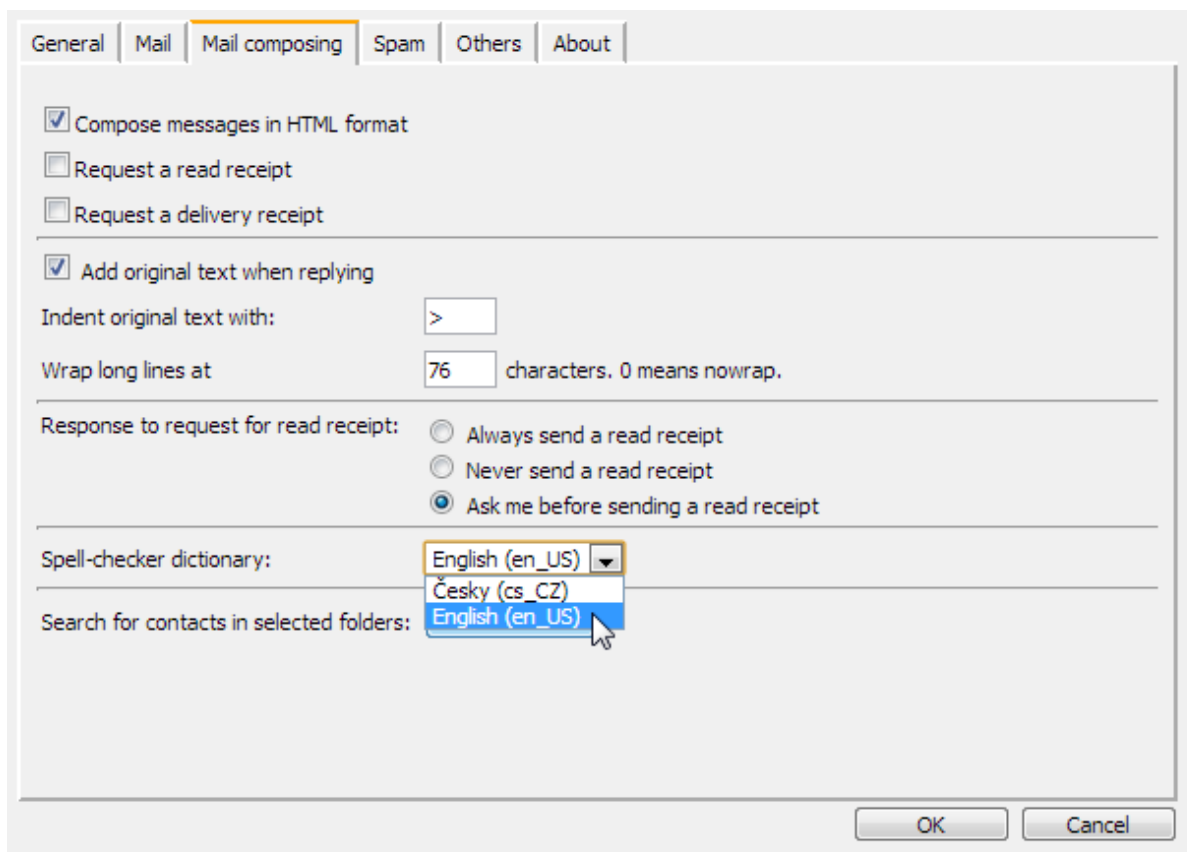 General Mail Mail composing Spam Others About
Compose messages in HTML format
Request a read receipt
Request a delivery receipt
Add original text when replying
Indent original text with: >
Wrap long lines at 76 characters. 0 means nowrap.
Response to request for read receipt: Always send a read receipt
Never send a read receipt
Ask me before sending a read receipt
Spell-checker dictionary: English (en_US)
Česky (cs_CZ)
Search for contacts in selected folders: English (en_US)
OK Cancel